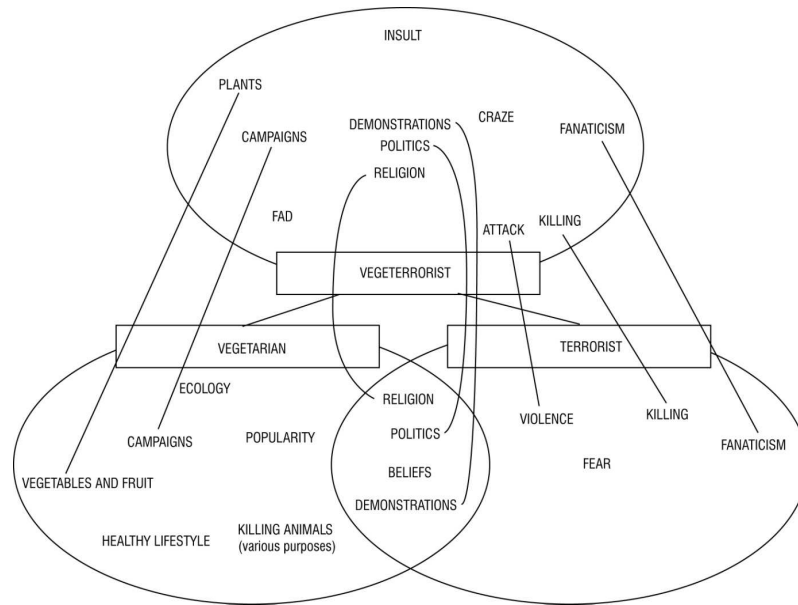 INSULT
PLANTS
CRAZE
DEMONSTRATIONS
FANATICISM
CAMPAIGNS
POLITICS
RELIGION
FAD
KILLING
ATTACK
VEGETERRORIST
VEGETARIAN
TERRORIST
ECOLOGY
RELIGION
KILLING
VIOLENCE
POPULARITY
POLITICS
CAMPAIGNS
FANATICISM
FEAR
BELIEFS
VEGETABLES AND FRUIT
DEMONSTRATIONS
HEALTHY LIFESTYLE
KILLING ANIMALS
(various purposes)